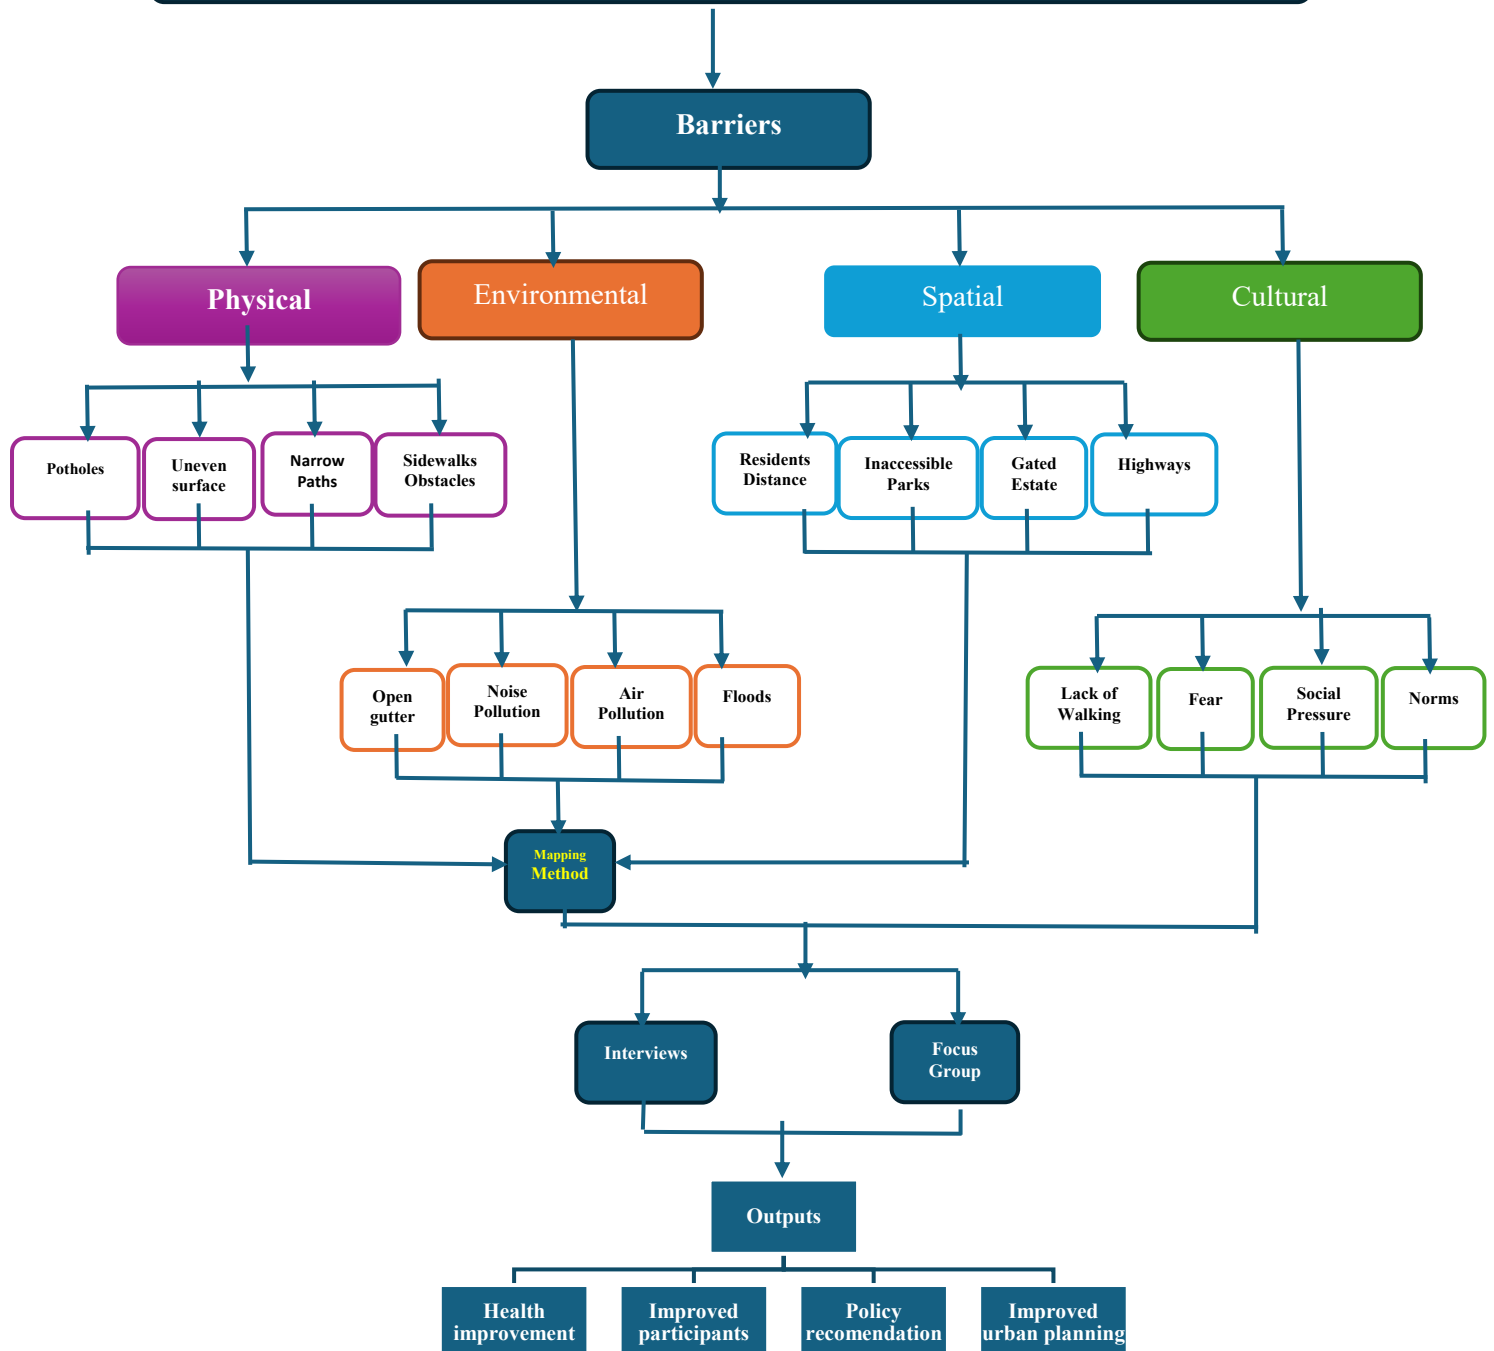 Barriers
Physical
Environmental
Spatial
Cultural
Potholes
Uneven
surface
Narrow
Paths
Sidewalks
Obstacles
Residents
Distance
Inaccessible
Parks
Gated
Estate
Highways
Open
gutter
Noise
Pollution
Air
Pollution
Floods
Lack of
Walking
Fear
Social
Pressure
Norms
Mapping
Method
Interviews
Focus
Group
Outputs
Health
improvement
Improved
participants
Policy
recomendation
Improved
urban planning